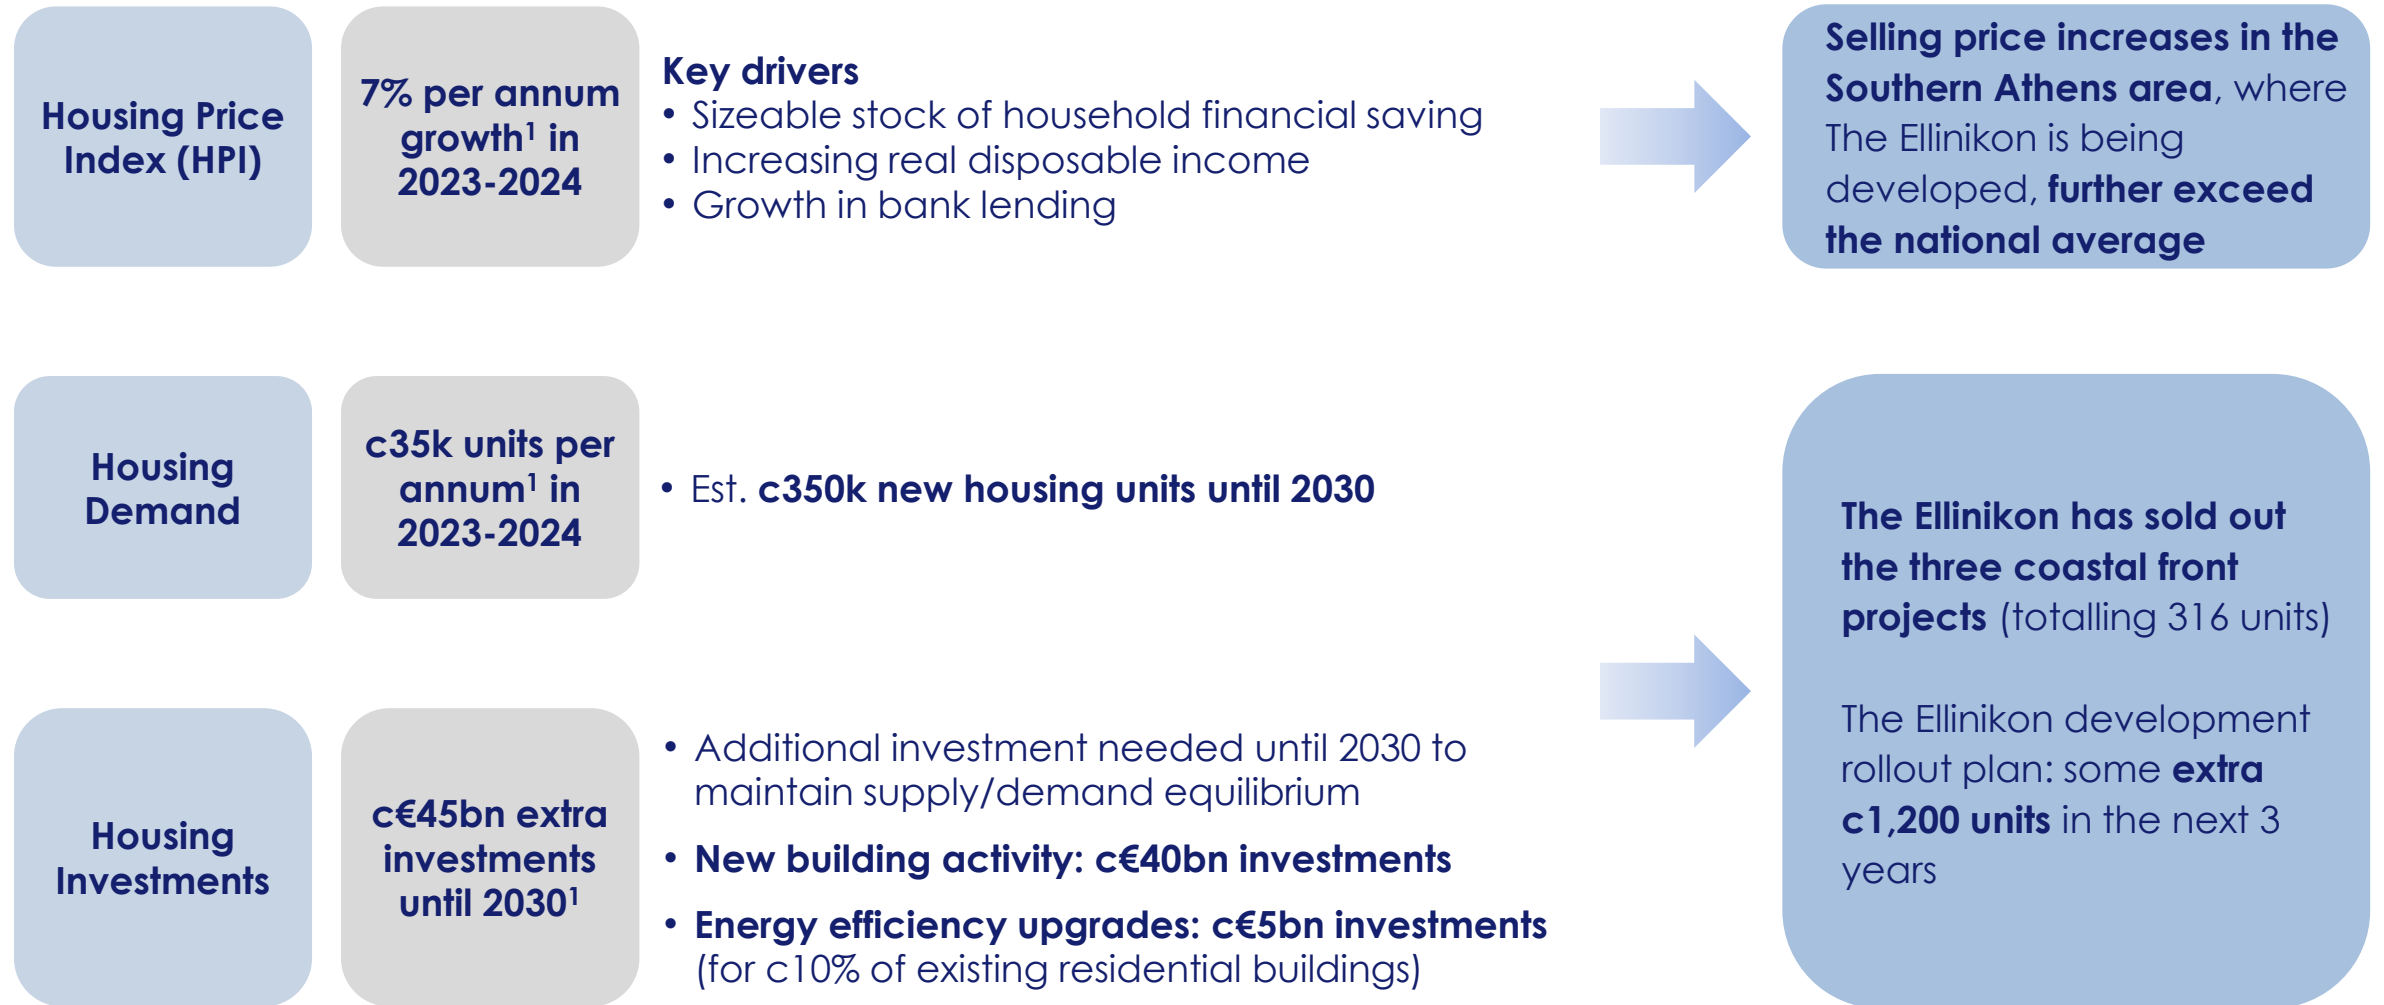 Housing Price
Index (HPI)
7% per annum
growth¹ in
2023-2024
Key drivers
• Sizeable stock of household financial saving
• Increasing real disposable income
• Growth in bank lending
Selling price increases in the
Southern Athens area, where
The Ellinikon is being
developed, further exceed
the national average
Housing
Demand
c35k units per
annum¹ in
2023-2024
• Est. c350k new housing units until 2030
Housing
Investments
c€45bn extra
investments
until 2030¹
• Additional investment needed until 2030 to
maintain supply/demand equilibrium
• New building activity: c€40bn investments
• Energy efficiency upgrades: c€5bn investments
(for c10% of existing residential buildings)
The Ellinikon has sold out
the three coastal front
projects (totalling 316 units)
The Ellinikon development
rollout plan: some extra
c1,200 units in the next 3
years